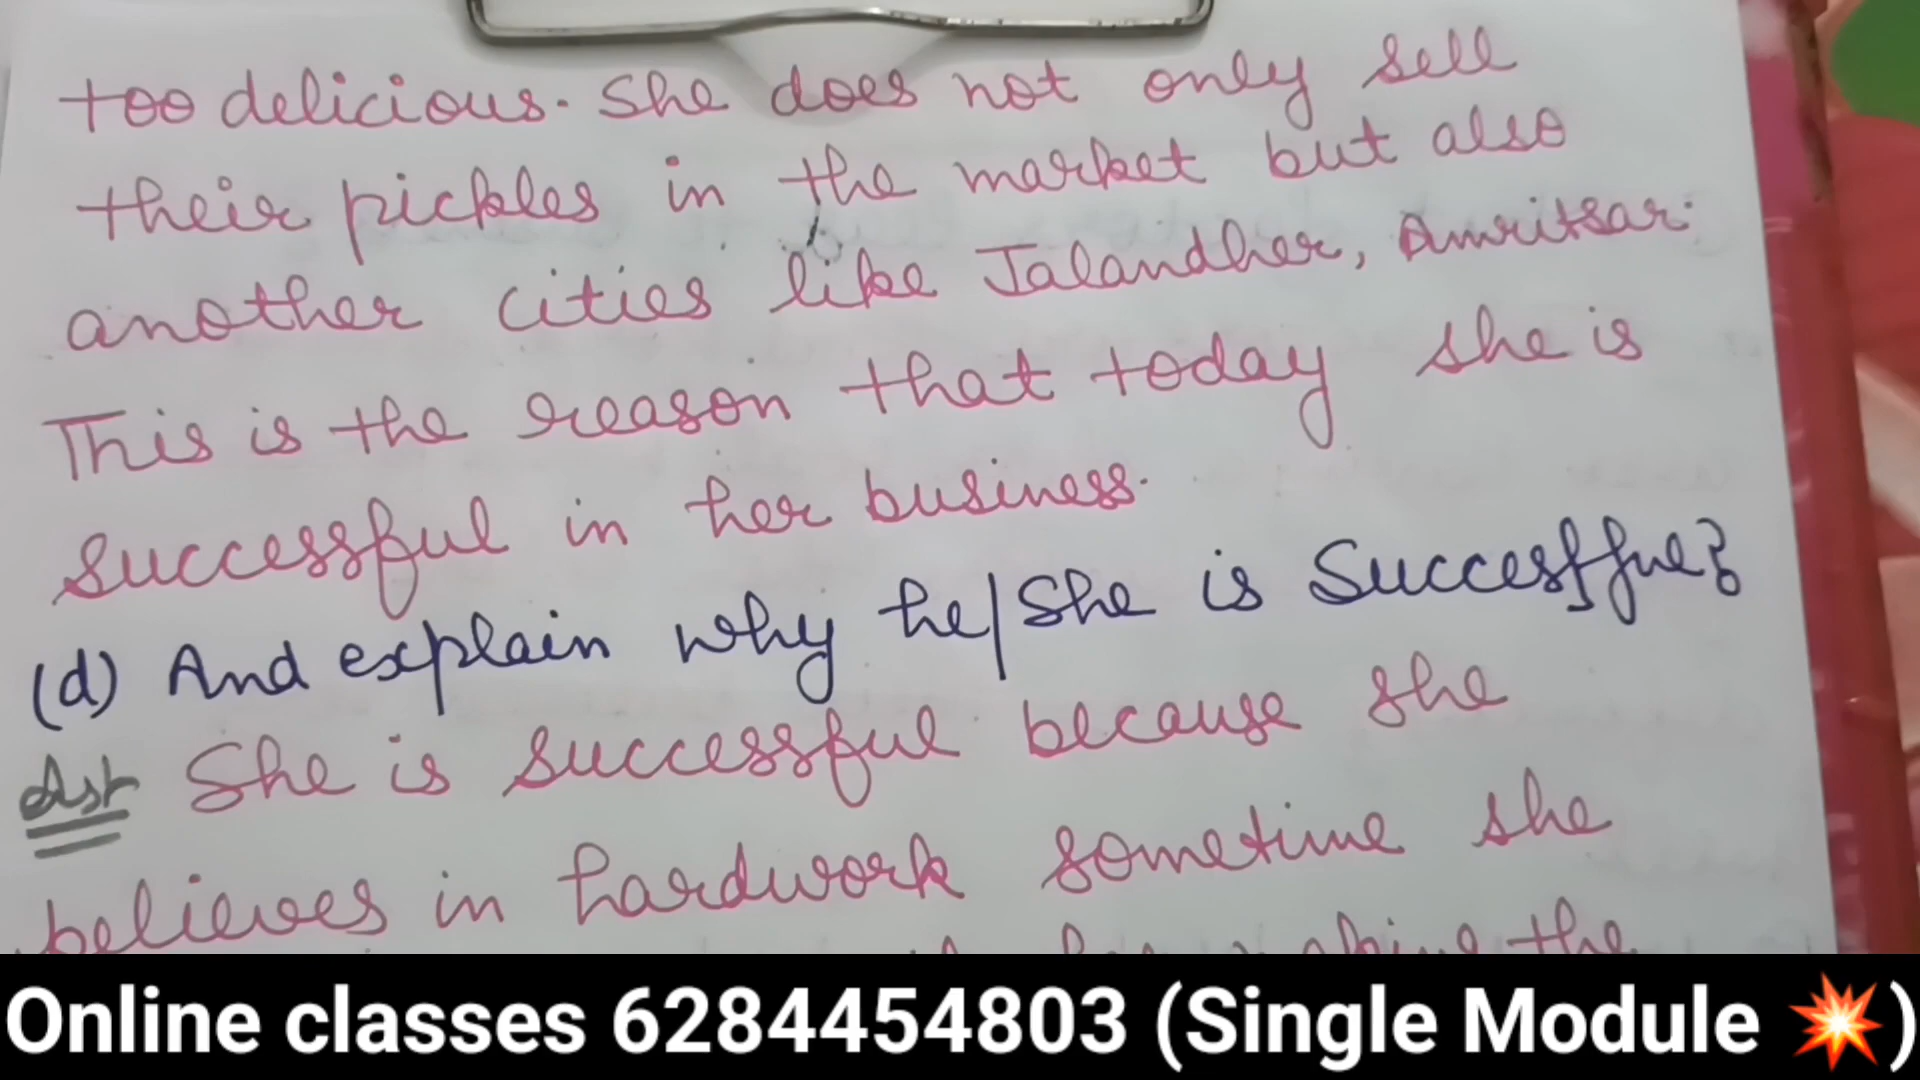 too delicious. She does not only sell
their pickles in the market but also
another cities like Jalandher, Amritsar.
This is the reason that today she is
successful in her business.
(d) And explain why he/she is Successful?
Ans She is successful because she
believes in hardwork sometime she
the
Online classes 6284454803 (Single Module 💥)